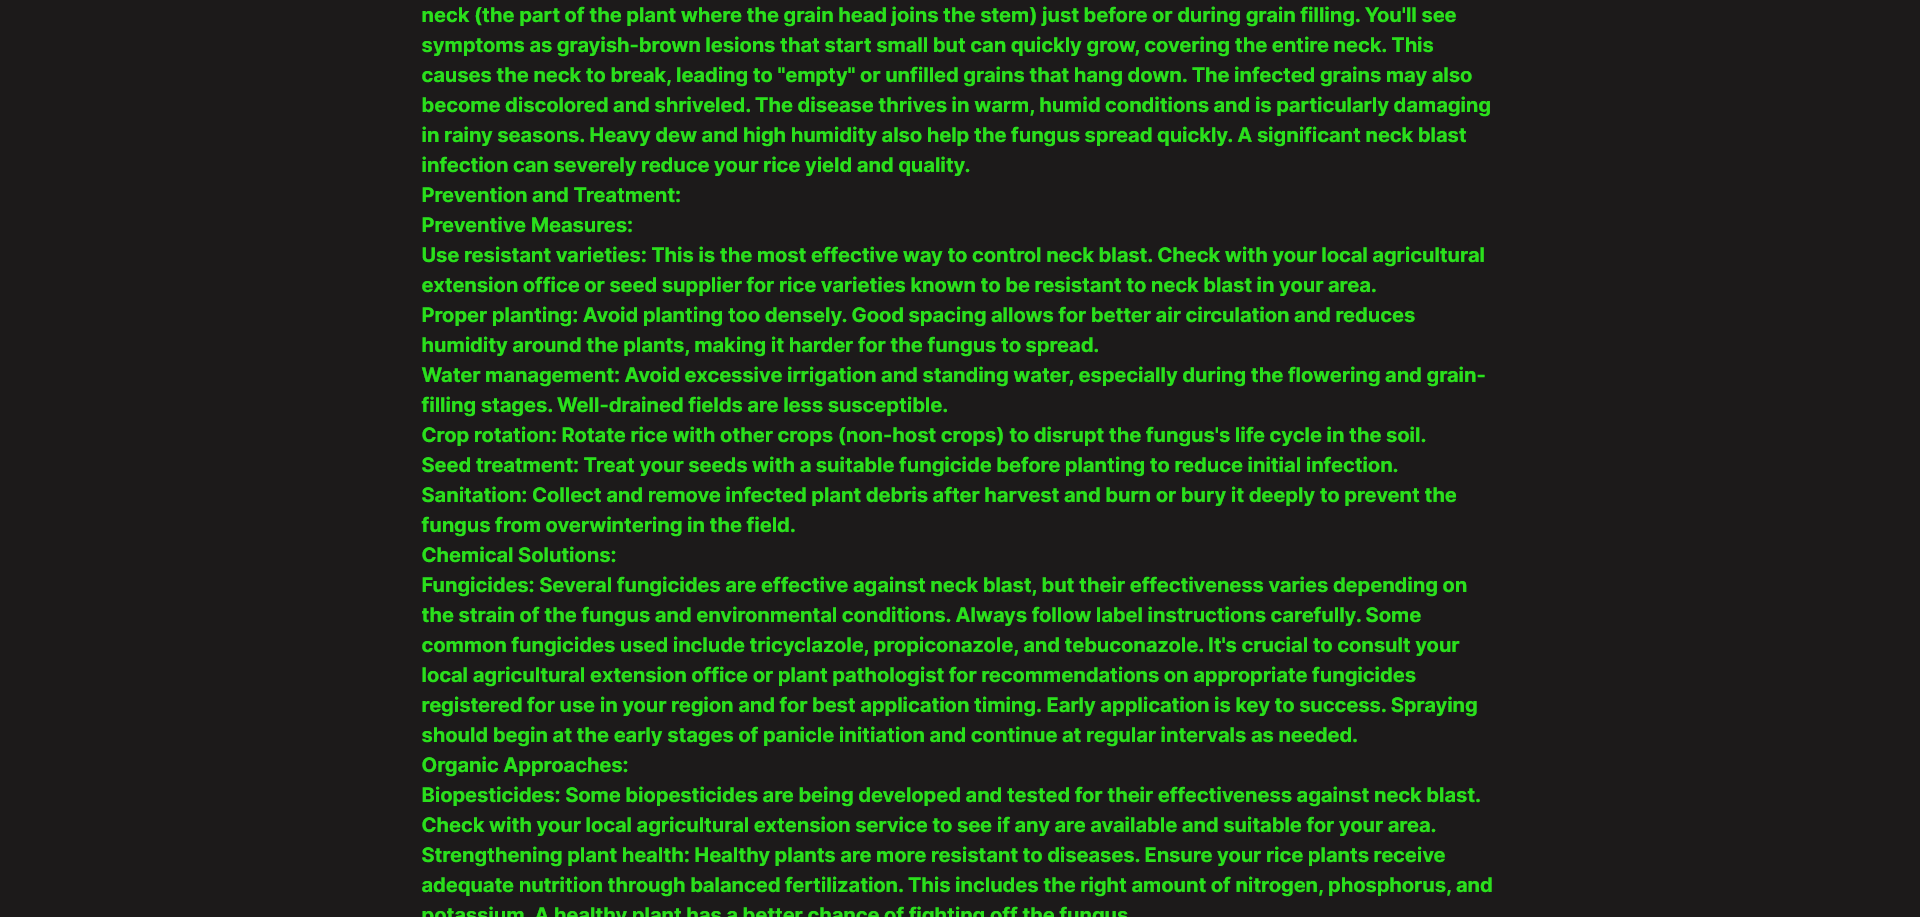 neck (the part of the plant where the grain head joins the stem) just before or during grain filling. You'll see
symptoms as grayish-brown lesions that start small but can quickly grow, covering the entire neck. This
causes the neck to break, leading to "empty" or unfilled grains that hang down. The infected grains may also
become discolored and shriveled. The disease thrives in warm, humid conditions and is particularly damaging
in rainy seasons. Heavy dew and high humidity also help the fungus spread quickly. A significant neck blast
infection can severely reduce your rice yield and quality.
Prevention and Treatment:
Preventive Measures:
Use resistant varieties: This is the most effective way to control neck blast. Check with your local agricultural
extension office or seed supplier for rice varieties known to be resistant to neck blast in your area.
Proper planting: Avoid planting too densely. Good spacing allows for better air circulation and reduces
humidity around the plants, making it harder for the fungus to spread.
Water management: Avoid excessive irrigation and standing water, especially during the flowering and grain-
filling stages. Well-drained fields are less susceptible.
Crop rotation: Rotate rice with other crops (non-host crops) to disrupt the fungus's life cycle in the soil.
Seed treatment: Treat your seeds with a suitable fungicide before planting to reduce initial infection.
Sanitation: Collect and remove infected plant debris after harvest and burn or bury it deeply to prevent the
fungus from overwintering in the field.
Chemical Solutions:
Fungicides: Several fungicides are effective against neck blast, but their effectiveness varies depending on
the strain of the fungus and environmental conditions. Always follow label instructions carefully. Some
common fungicides used include tricyclazole, propiconazole, and tebuconazole. It's crucial to consult your
local agricultural extension office or plant pathologist for recommendations on appropriate fungicides
registered for use in your region and for best application timing. Early application is key to success. Spraying
should begin at the early stages of panicle initiation and continue at regular intervals as needed.
Organic Approaches:
Biopesticides: Some biopesticides are being developed and tested for their effectiveness against neck blast.
Check with your local agricultural extension service to see if any are available and suitable for your area.
Strengthening plant health: Healthy plants are more resistant to diseases. Ensure your rice plants receive
adequate nutrition through balanced fertilization. This includes the right amount of nitrogen, phosphorus, and
potassium. A healthy plant has a better chance of fighting off the fungus.